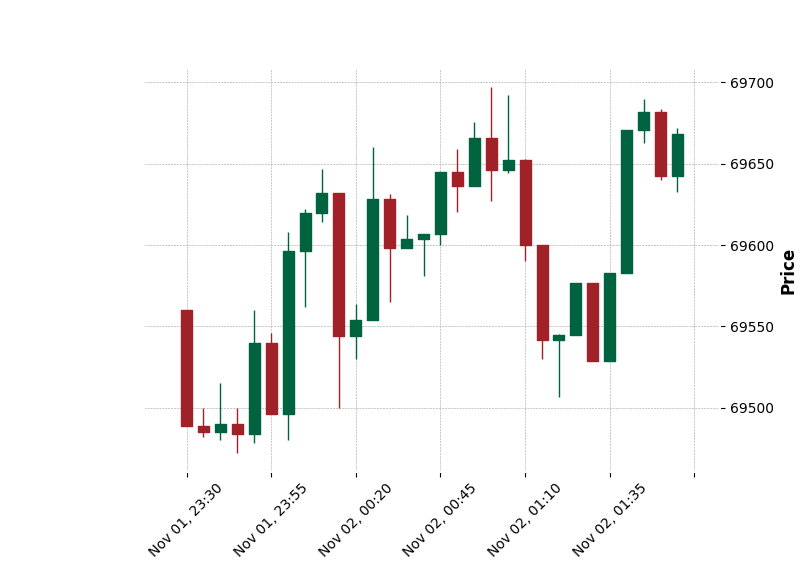 69700
69650
69600
69550
69500
Price
Nov 01, 23:30
Nov 01, 23:55
Nov 02, 00:20
Nov 02, 00:45
Nov 02, 01:10
Nov 02, 01:35